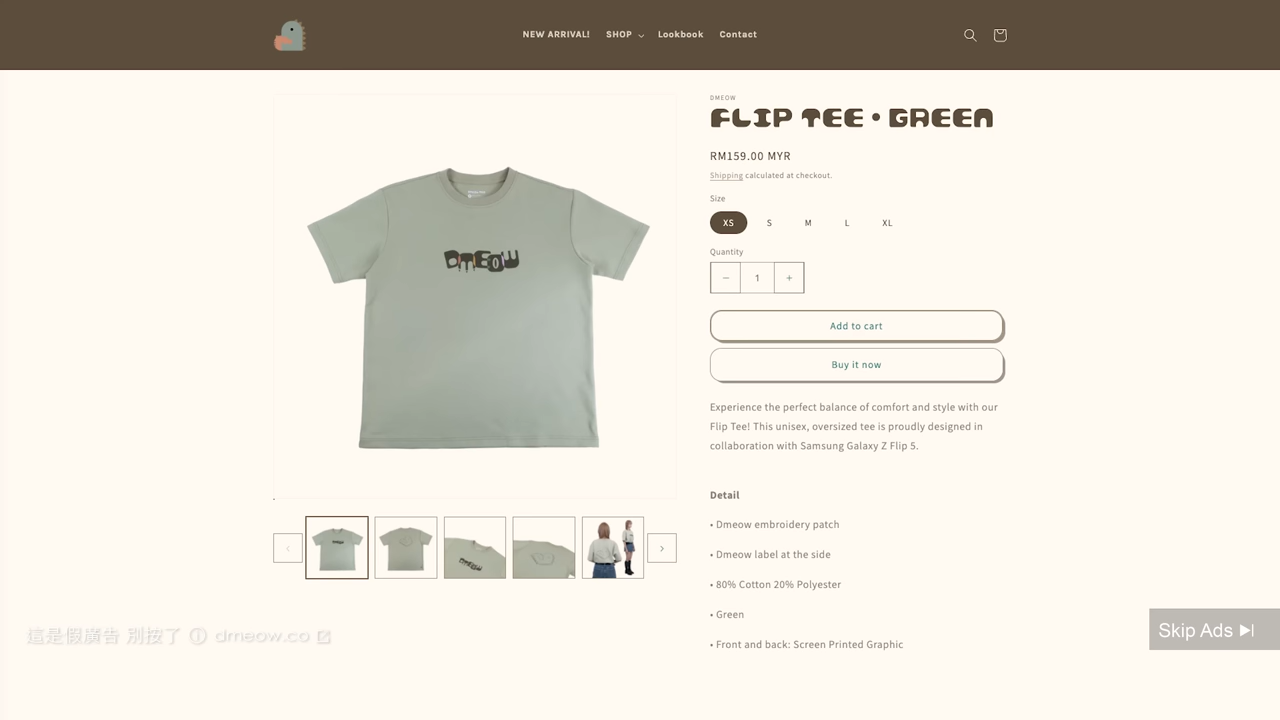 NEW ARRIVAL! SHOP Lookbook Contact
DMEOW
FLIP TEE • GREEN
RM159.00 MYR
Shipping calculated at checkout.
Size
XS S M L XL
Quantity
− 1 +
Add to cart
Buy it now
Experience the perfect balance of comfort and style with our
Flip Tee! This unisex, oversized tee is proudly designed in
collaboration with Samsung Galaxy Z Flip 5.
Detail
• Dmeow embroidery patch
• Dmeow label at the side
• 80% Cotton 20% Polyester
• Green
• Front and back: Screen Printed Graphic
DMEOW
這是假廣告 別按了 ⓘ dmeow.co
Skip Ads